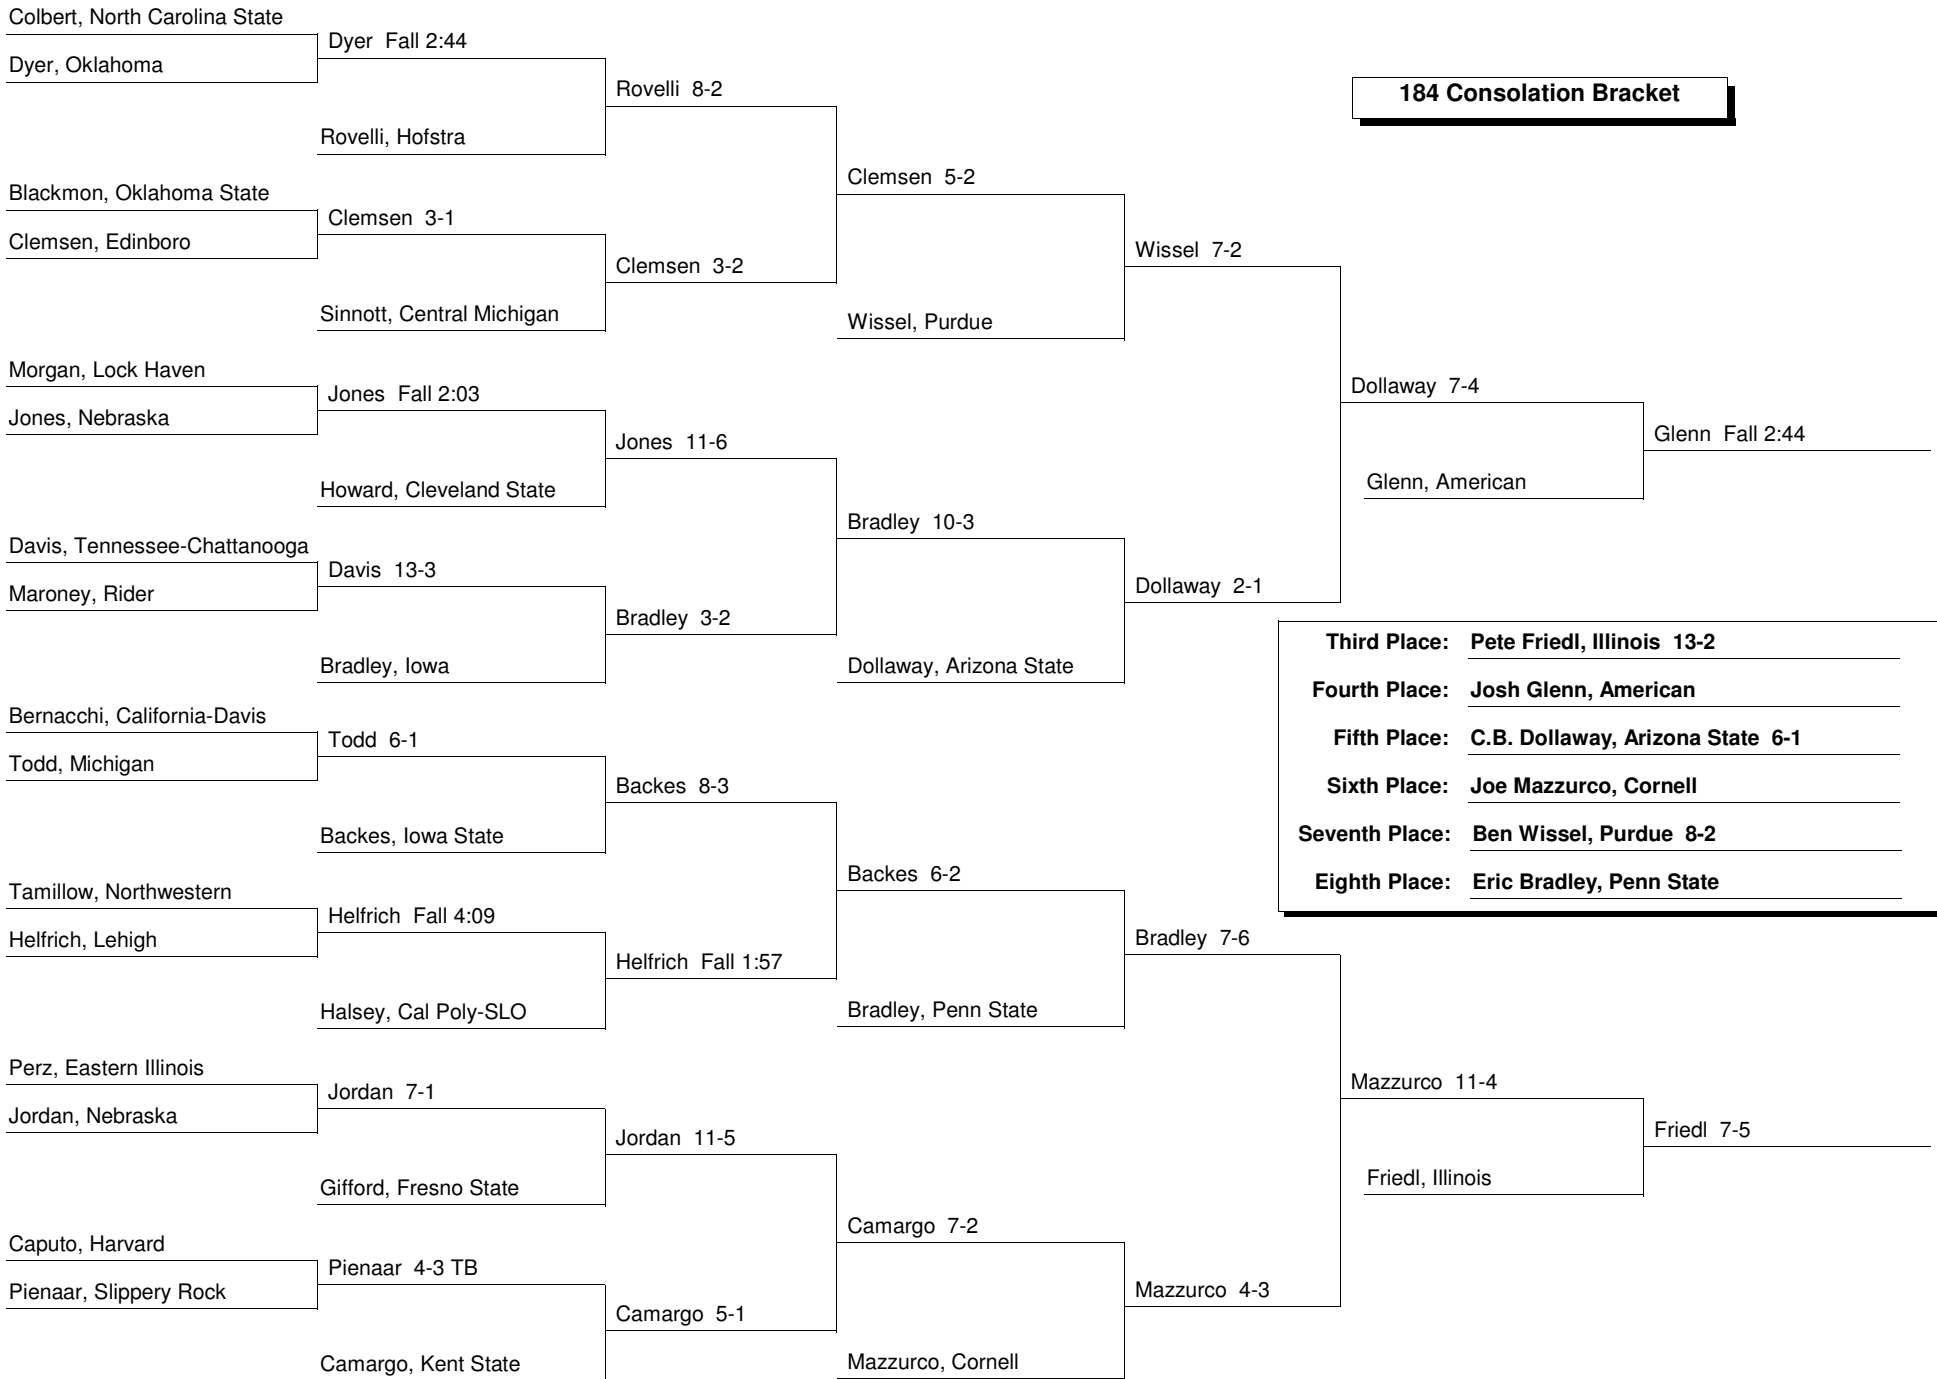 Colbert, North Carolina State
Dyer Fall 2:44
Dyer, Oklahoma
Rovelli 8-2
184 Consolation Bracket
Rovelli, Hofstra
Clemsen 5-2
Blackmon, Oklahoma State
Clemsen 3-1
Clemsen, Edinboro
Wissel 7-2
Clemsen 3-2
Sinnott, Central Michigan
Wissel, Purdue
Morgan, Lock Haven
Dollaway 7-4
Jones Fall 2:03
Jones, Nebraska
Glenn Fall 2:44
Jones 11-6
Glenn, American
Howard, Cleveland State
Bradley 10-3
Davis, Tennessee-Chattanooga
Davis 13-3
Dollaway 2-1
Maroney, Rider
Bradley 3-2
Third Place: Pete Friedl, Illinois 13-2
Bradley, Iowa
Dollaway, Arizona State
Fourth Place: Josh Glenn, American
Bernacchi, California-Davis
Todd 6-1
Fifth Place: C.B. Dollaway, Arizona State 6-1
Todd, Michigan
Backes 8-3
Sixth Place: Joe Mazzurco, Cornell
Backes, Iowa State
Seventh Place: Ben Wissel, Purdue 8-2
Backes 6-2
Eighth Place: Eric Bradley, Penn State
Tamillow, Northwestern
Helfrich Fall 4:09
Helfrich, Lehigh
Bradley 7-6
Helfrich Fall 1:57
Halsey, Cal Poly-SLO
Bradley, Penn State
Perz, Eastern Illinois
Mazzurco 11-4
Jordan 7-1
Jordan, Nebraska
Friedl 7-5
Jordan 11-5
Friedl, Illinois
Gifford, Fresno State
Camargo 7-2
Caputo, Harvard
Pienaar 4-3 TB
Pienaar, Slippery Rock
Mazzurco 4-3
Camargo 5-1
Camargo, Kent State
Mazzurco, Cornell